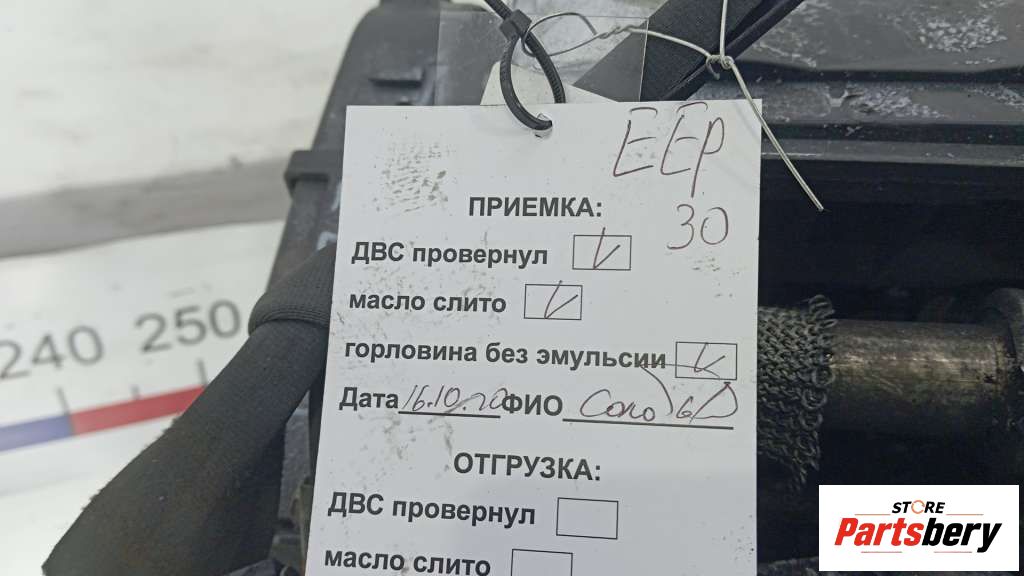 EEP
30
ПРИЕМКА:
ДВС провернул
масло слито
горловина без эмульсии
Дата 16.10.20 ФИО
ОТГРУЗКА:
ДВС провернул
масло слито
240 250
STORE
Partsbery